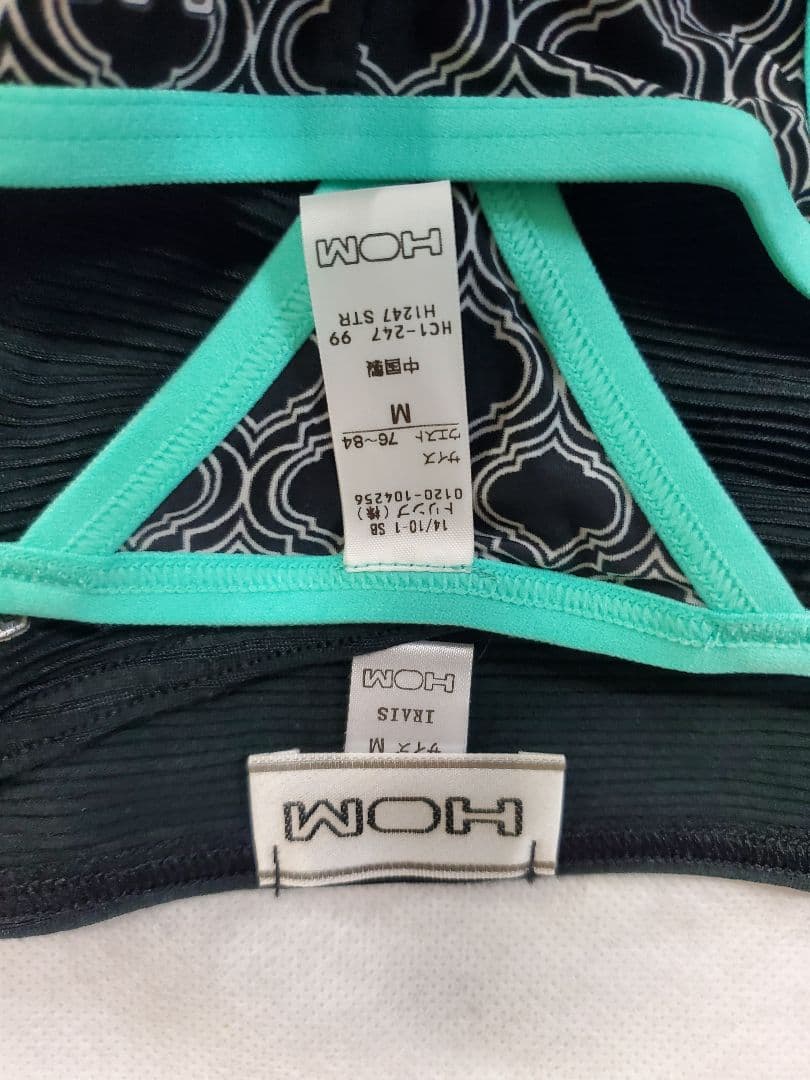 HOM
サイズ M
IRAIS
HOM
14/10-1 SB
トリンプ(株)
0120-104256
サイズ
ウエスト 76~84
M
中国製
HC1-247 99
H1247 STR
HOM